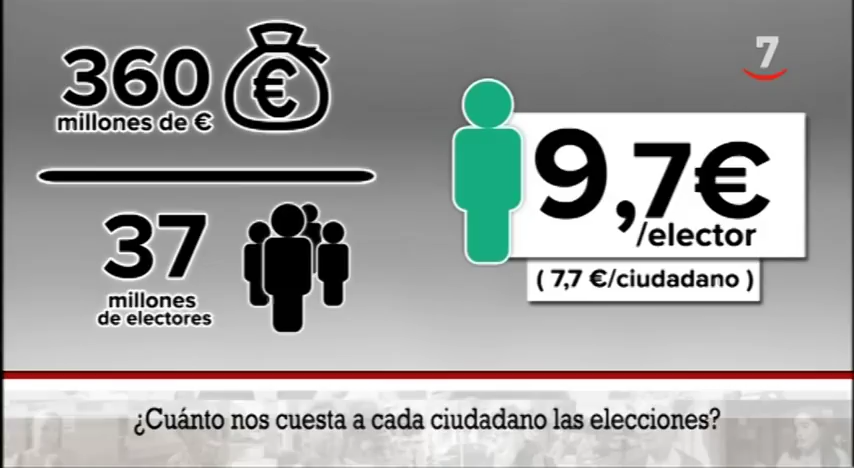 360
millones de €
€
37
millones
de electores
7
9,7€
/elector
( 7,7 €/ciudadano )
¿Cuánto nos cuesta a cada ciudadano las elecciones?